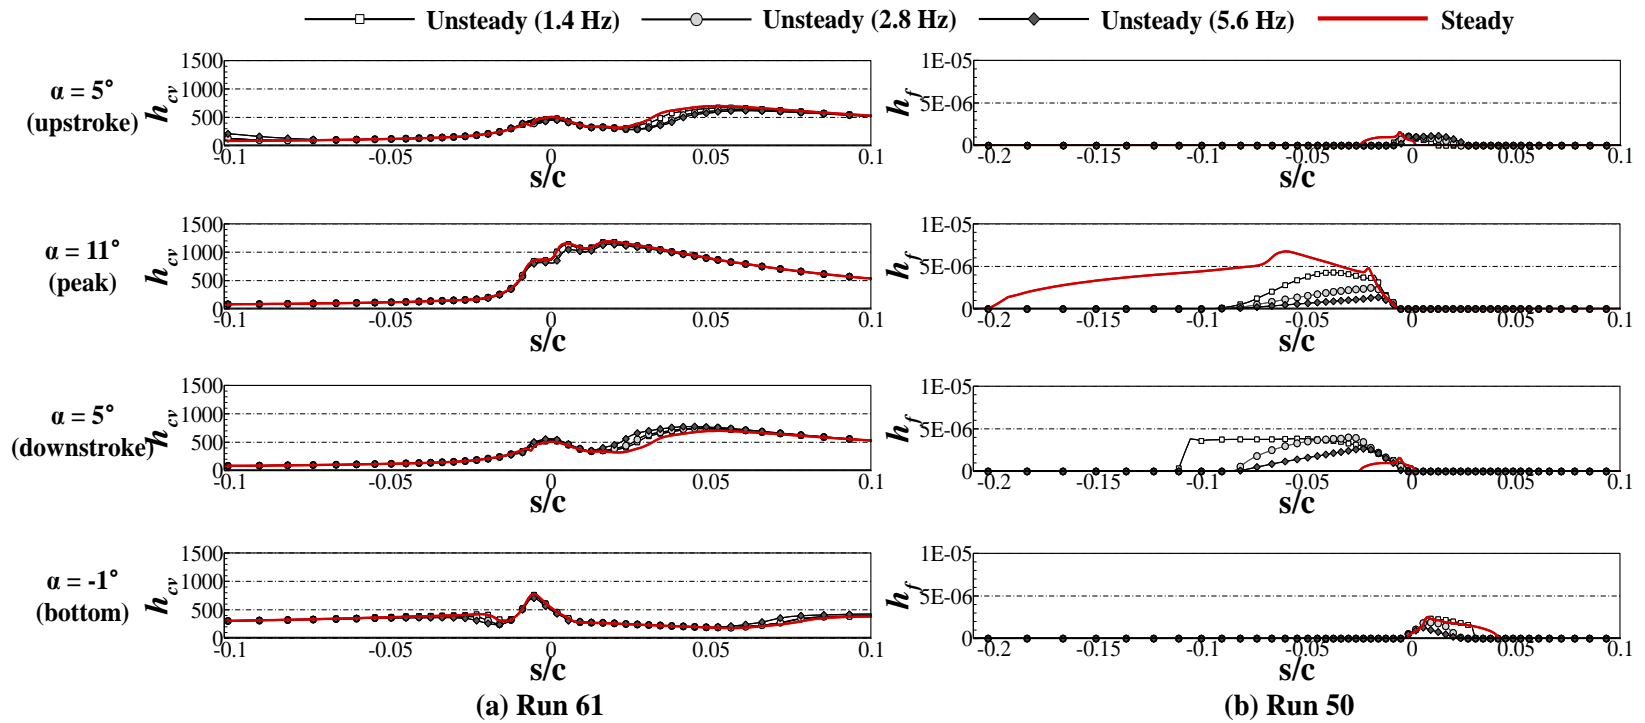 Unsteady (1.4 Hz) Unsteady (2.8 Hz) Unsteady (5.6 Hz) Steady
α = 5°
(upstroke)
h_cv
1500
1000
500
0
-0.1 -0.05 0 0.05 0.1
s/c
h_f
1E-05
5E-06
0
-0.2 -0.15 -0.1 -0.05 0 0.05 0.1
s/c
α = 11°
(peak)
h_cv
1500
1000
500
0
-0.1 -0.05 0 0.05 0.1
s/c
h_f
1E-05
5E-06
0
-0.2 -0.15 -0.1 -0.05 0 0.05 0.1
s/c
α = 5°
(downstroke)
h_cv
1500
1000
500
0
-0.1 -0.05 0 0.05 0.1
s/c
h_f
1E-05
5E-06
0
-0.2 -0.15 -0.1 -0.05 0 0.05 0.1
s/c
α = -1°
(bottom)
h_cv
1500
1000
500
0
-0.1 -0.05 0 0.05 0.1
s/c
h_f
1E-05
5E-06
0
-0.2 -0.15 -0.1 -0.05 0 0.05 0.1
s/c
(a) Run 61
(b) Run 50